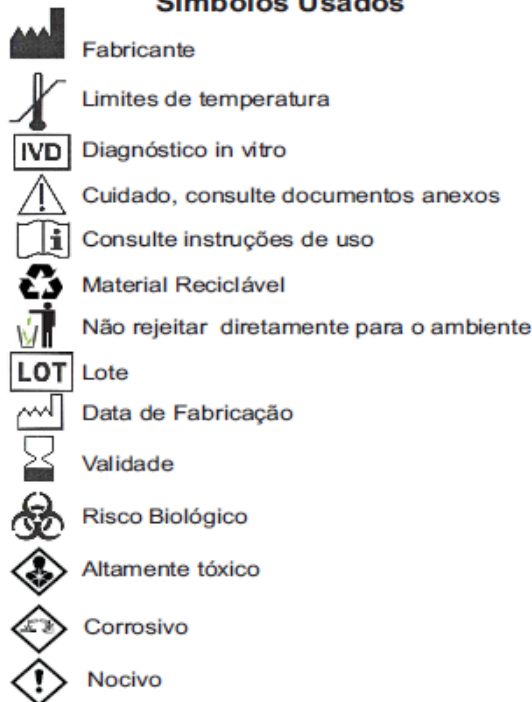 Símbolos Usados
Fabricante
Limites de temperatura
IVD Diagnóstico in vitro
Cuidado, consulte documentos anexos
i Consulte instruções de uso
Material Reciclável
Não rejeitar diretamente para o ambiente
LOT Lote
Data de Fabricação
Validade
Risco Biológico
Altamente tóxico
Corrosivo
Nocivo